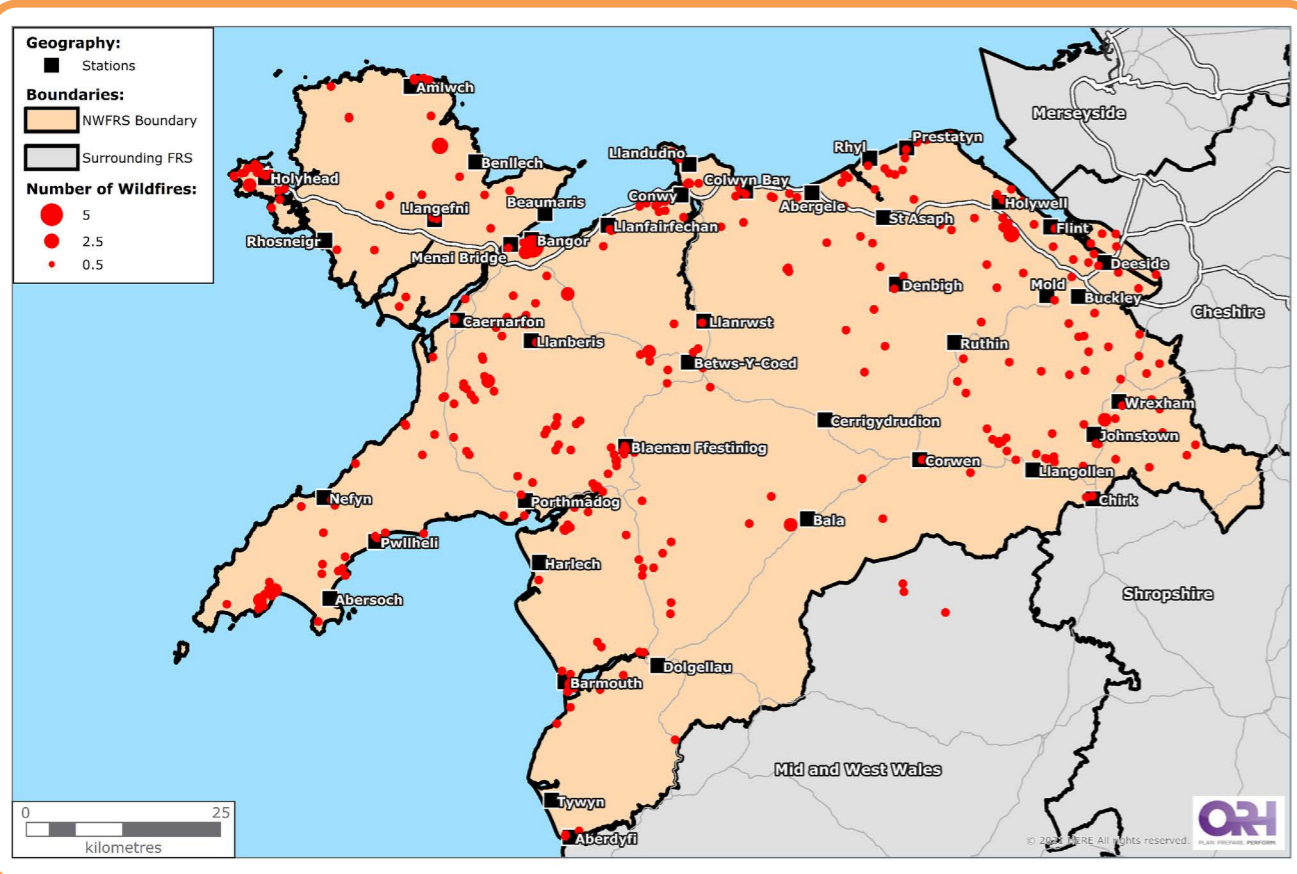 Geography:
Stations
Boundaries:
NWFRS Boundary
Surrounding FRS
Number of Wildfires:
5
2.5
0.5
Amlwch
Merseyside
Prestatyn
Rhyl
Llandudno
Benllech
Holyhead
Colwyn Bay
Conwy
Abergele
Holywell
Beaumaris
Llangefni
St Asaph
Flint
Llanfairfechan
Rhosneigr
Bangor
Menai Bridge
Deeside
Denbigh
Mold
Buckley
Cheshire
Caernarfon
Llanrwst
Llanberis
Ruthin
Betws-Y-Coed
Wrexham
Cerrigydrudion
Johnstown
Blaenau Ffestiniog
Corwen
Llangollen
Nefyn
Porthmadog
Chirk
Bala
Pwllheli
Harlech
Shropshire
Abersoch
Dolgellau
Barmouth
Mid and West Wales
Tywyn
Aberdyfi
0 25
kilometres
All rights reserved.
ORH
PLAN. PREPARE. PERFORM.